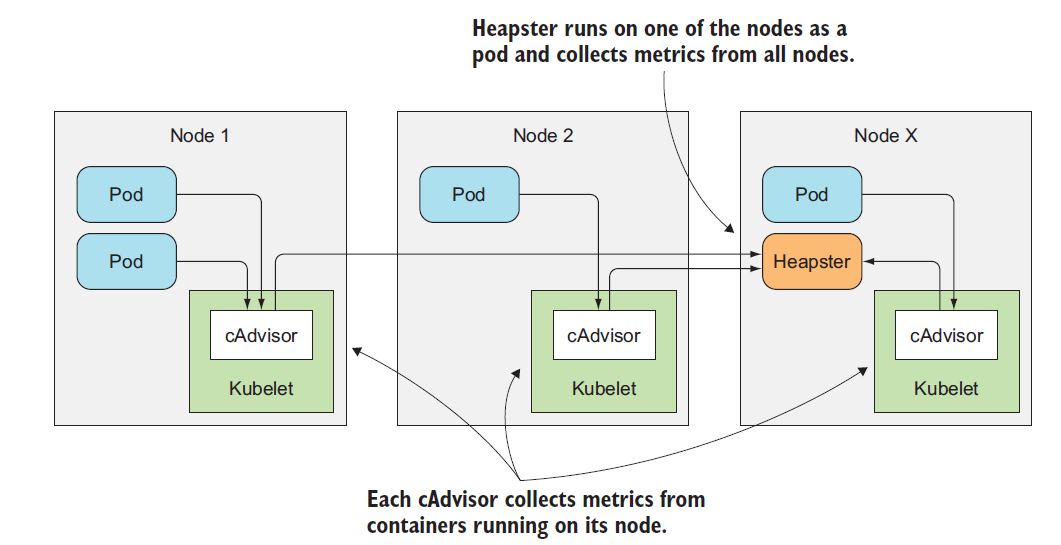 Heapster runs on one of the nodes as a
pod and collects metrics from all nodes.
Node 1
Node 2
Node X
Pod
Pod
Pod
Pod
Heapster
cAdvisor
cAdvisor
cAdvisor
Kubelet
Kubelet
Kubelet
Each cAdvisor collects metrics from
containers running on its node.